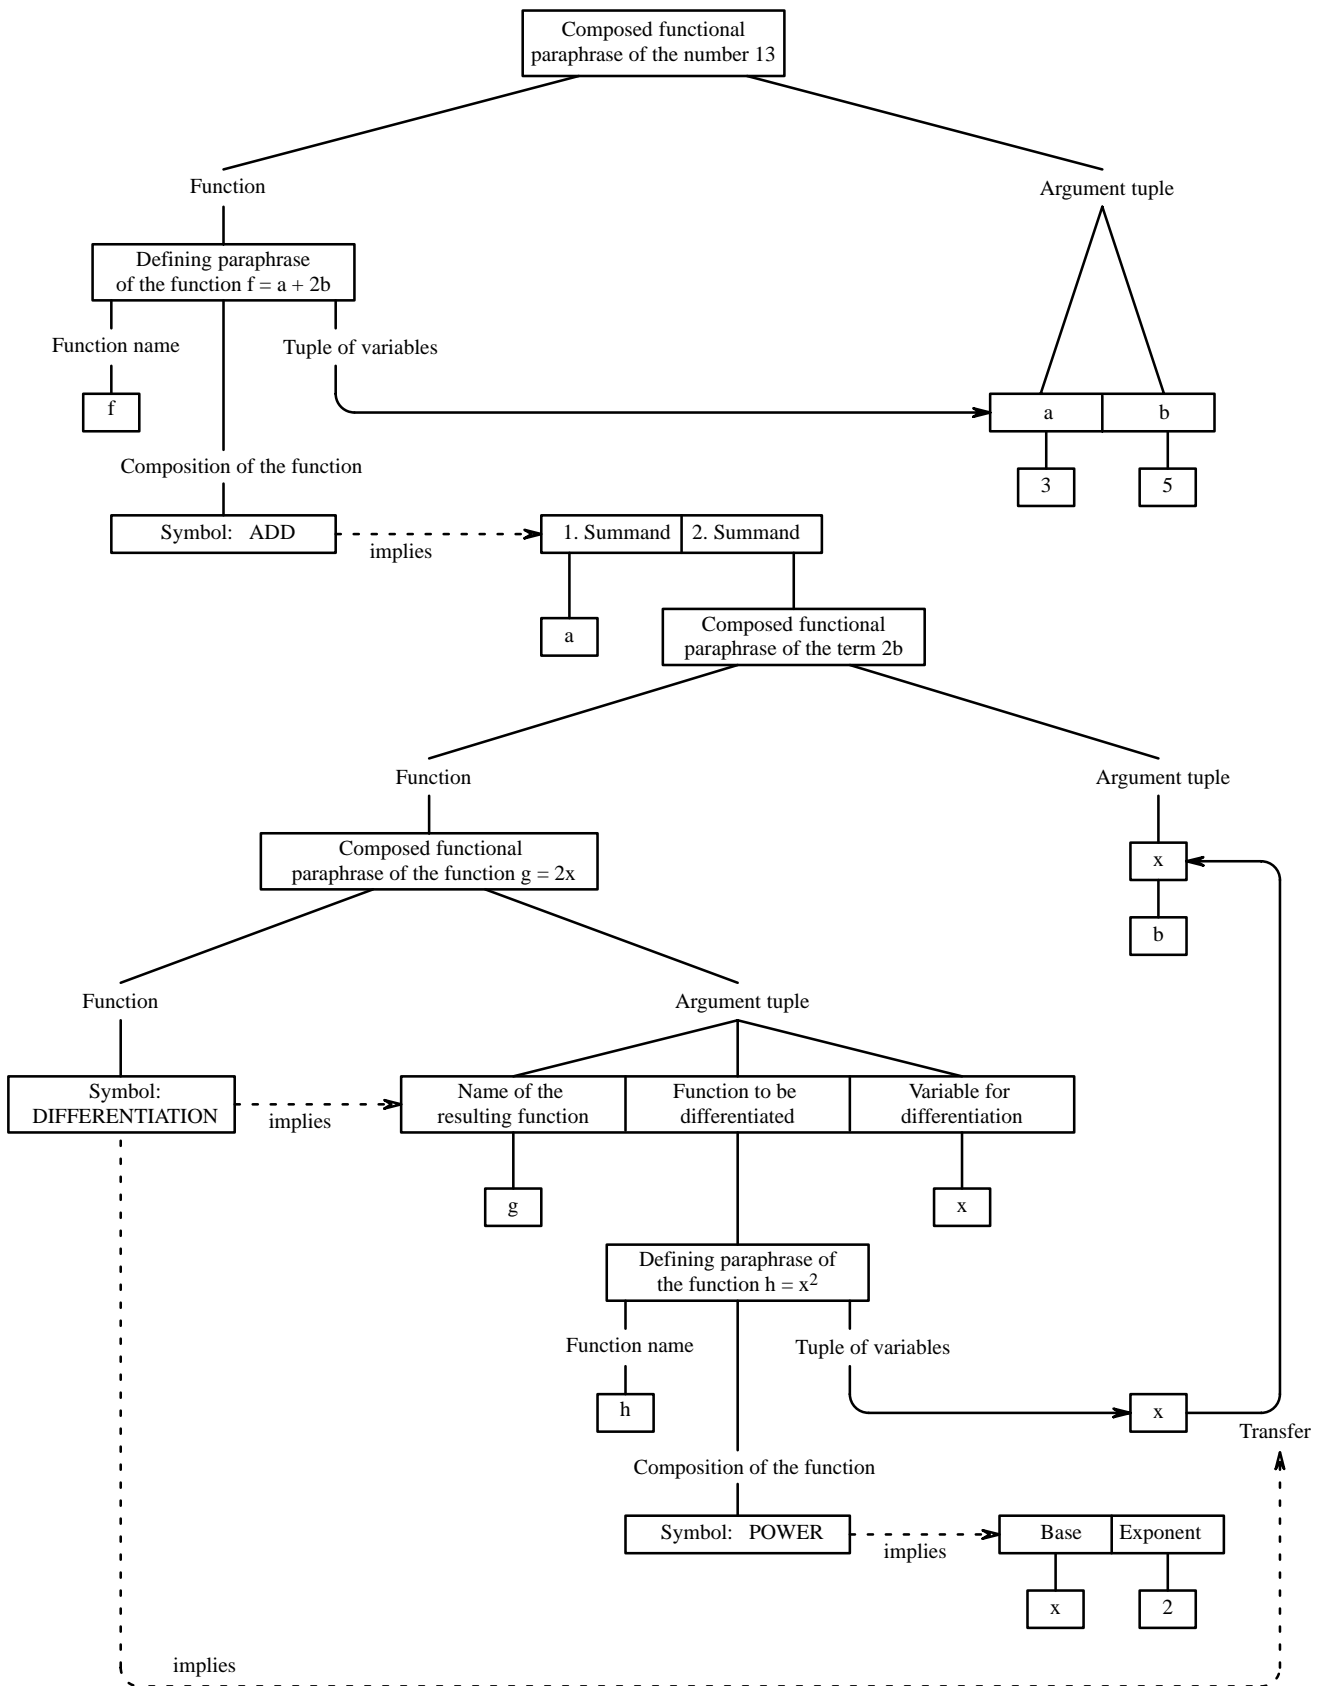 Composed functional
paraphrase of the number 13
Function
Argument tuple
Defining paraphrase
of the function f = a + 2b
Function name
Tuple of variables
f
a
b
3
5
Composition of the function
Symbol: ADD
implies
1. Summand
2. Summand
a
Composed functional
paraphrase of the term 2b
Function
Argument tuple
Composed functional
paraphrase of the function g = 2x
x
b
Function
Argument tuple
Symbol:
DIFFERENTIATION
implies
Name of the
resulting function
Function to be
differentiated
Variable for
differentiation
g
x
Defining paraphrase of
the function h = x²
Function name
Tuple of variables
h
x
Transfer
Composition of the function
Symbol: POWER
implies
Base
Exponent
x
2
implies